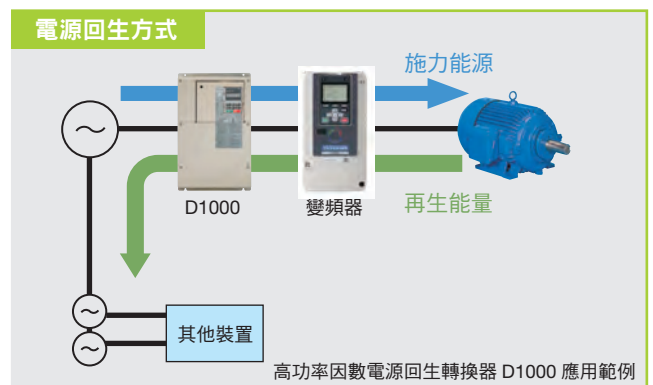 電源回生方式
施力能源
D1000
變頻器
再生能量
其他裝置
高功率因數電源回生轉換器 D1000 應用範例